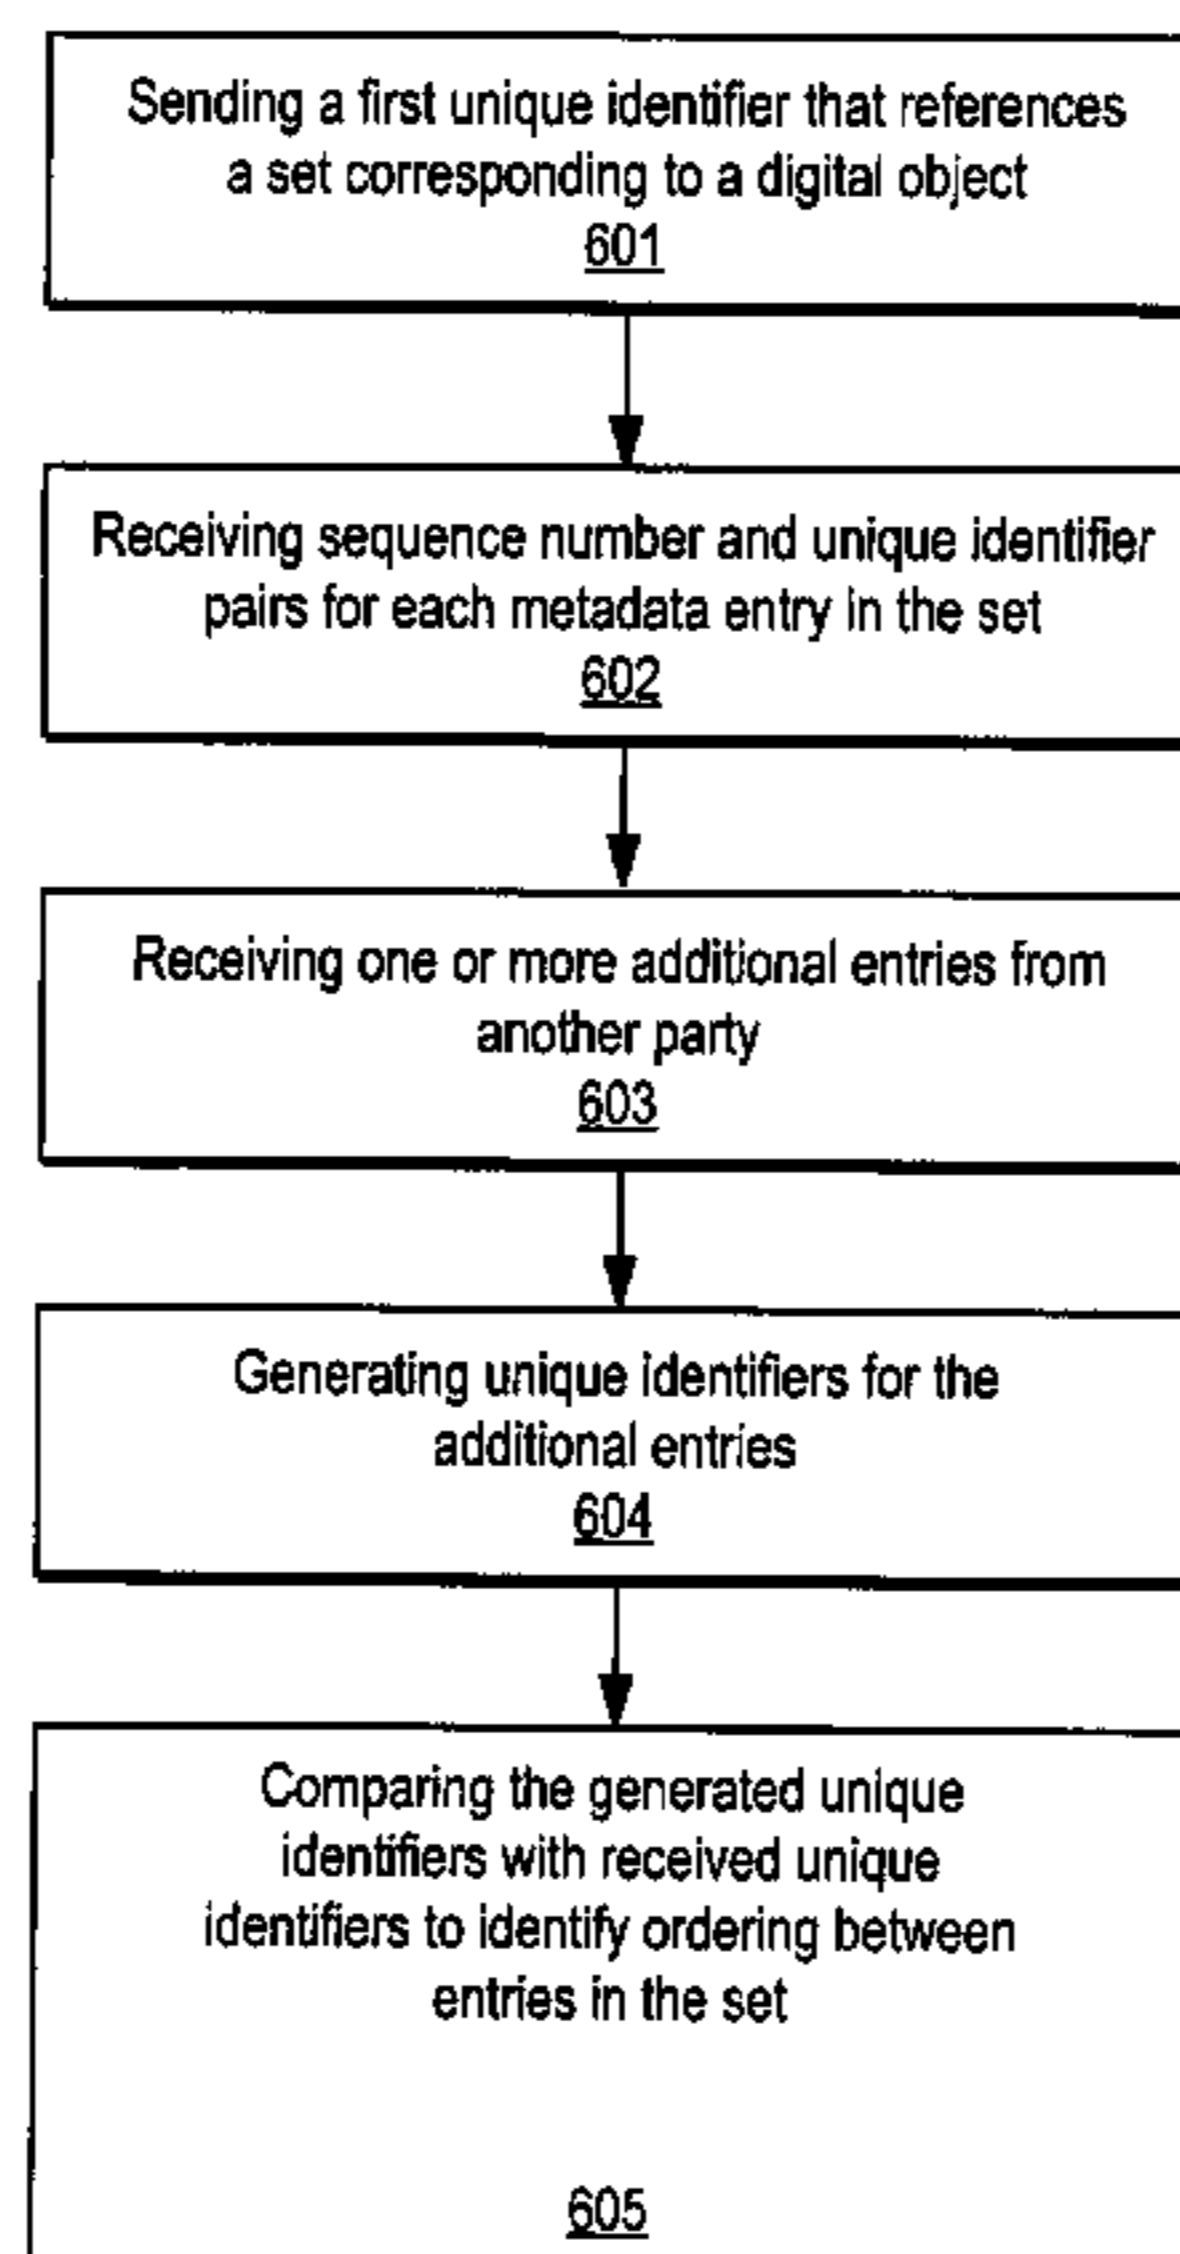 Sending a first unique identifier that references
a set corresponding to a digital object
601
Receiving sequence number and unique identifier
pairs for each metadata entry in the set
602
Receiving one or more additional entries from
another party
603
Generating unique identifiers for the
additional entries
604
Comparing the generated unique
identifiers with received unique
identifiers to identify ordering between
entries in the set
605